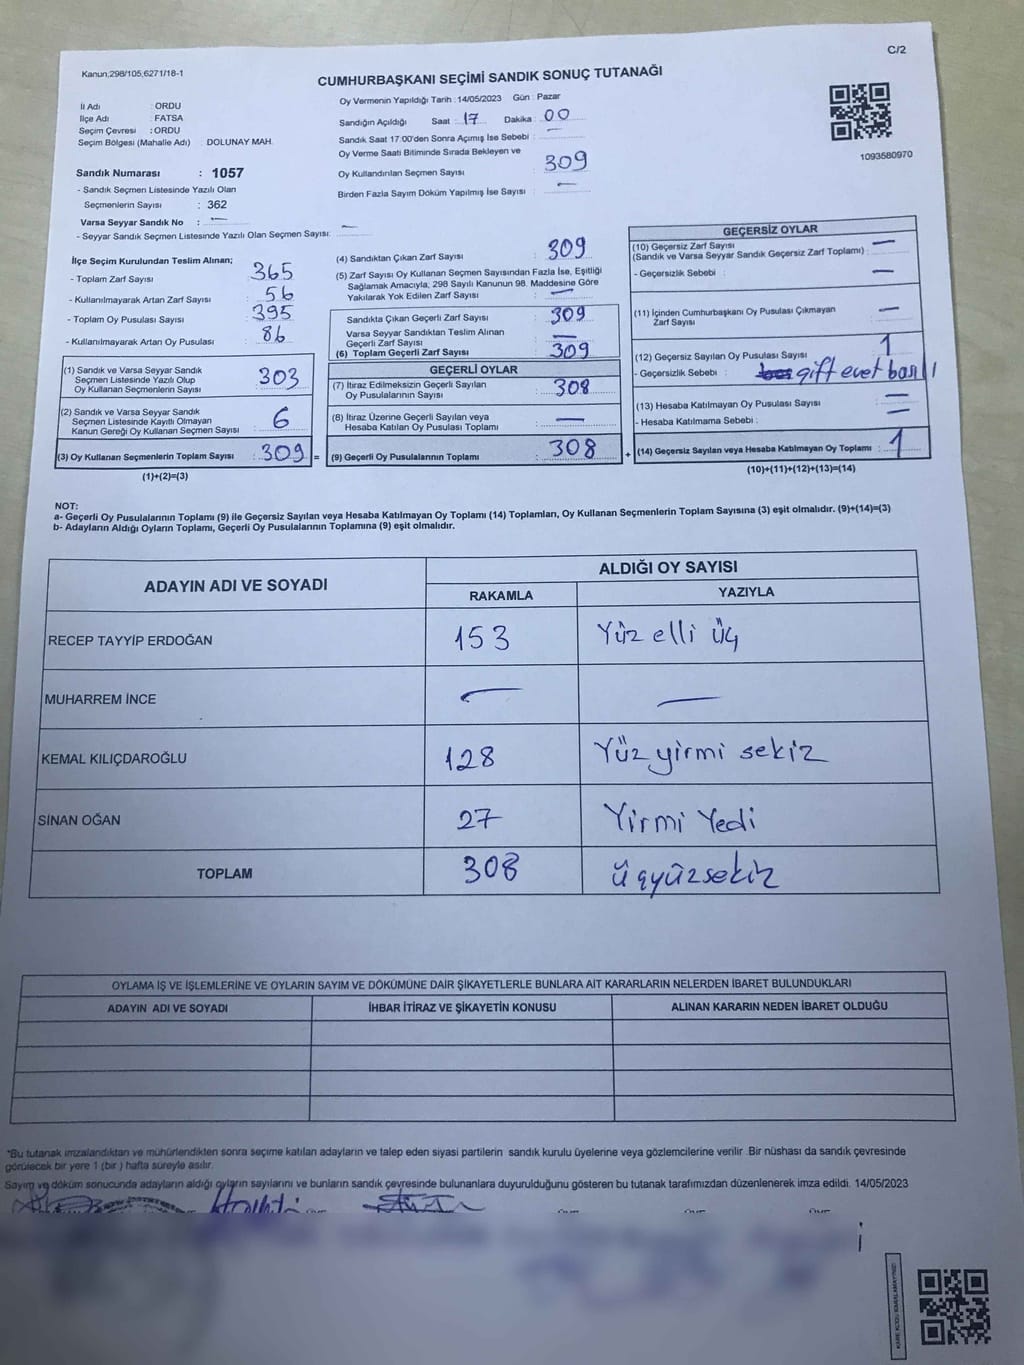 C/2
Kanun;298/105;6271/18-1
CUMHURBAŞKANI SEÇİMİ SANDIK SONUÇ TUTANAĞI
İl Adı : ORDU
İlçe Adı : FATSA
Seçim Çevresi : ORDU
Seçim Bölgesi (Mahalle Adı) : DOLUNAY MAH.
Sandık Numarası : 1057
- Sandık Seçmen Listesinde Yazılı Olan
Seçmenlerin Sayısı : 362
Varsa Seyyar Sandık No : —
- Seyyar Sandık Seçmen Listesinde Yazılı Olan Seçmen Sayısı: —
Oy Vermenin Yapıldığı Tarih : 14/05/2023 Gün : Pazar
Sandığın Açıldığı Saat : 17 Dakika : 00
Sandık Saat 17:00'den Sonra Açımış İse Sebebi : —
Oy Verme Saati Bitiminde Sırada Bekleyen ve
Oy Kullandırılan Seçmen Sayısı : 309
Birden Fazla Sayım Döküm Yapılmış İse Sayısı : —
1093580970
İlçe Seçim Kurulundan Teslim Alınan;
- Toplam Zarf Sayısı : 365
- Kullanılmayarak Artan Zarf Sayısı : 56
- Toplam Oy Pusulası Sayısı : 395
- Kullanılmayarak Artan Oy Pusulası : 86
(1) Sandık ve Varsa Seyyar Sandık
Seçmen Listesinde Yazılı Olup
Oy Kullanan Seçmenlerin Sayısı : 303
(2) Sandık ve Varsa Seyyar Sandık
Seçmen Listesinde Kayıtlı Olmayan
Kanun Gereği Oy Kullanan Seçmen Sayısı : 6
(3) Oy Kullanan Seçmenlerin Toplam Sayısı : 309 =
(1)+(2)=(3)
(4) Sandıktan Çıkan Zarf Sayısı : 309
(5) Zarf Sayısı Oy Kullanan Seçmen Sayısından Fazla İse, Eşitliği
Sağlamak Amacıyla; 298 Sayılı Kanunun 98. Maddesine Göre
Yakılarak Yok Edilen Zarf Sayısı : —
Sandıkta Çıkan Geçerli Zarf Sayısı : 309
Varsa Seyyar Sandıktan Teslim Alınan
Geçerli Zarf Sayısı : —
(6) Toplam Geçerli Zarf Sayısı : 309
GEÇERLİ OYLAR
(7) İtiraz Edilmeksizin Geçerli Sayılan
Oy Pusulalarının Sayısı : 308
(8) İtiraz Üzerine Geçerli Sayılan veya
Hesaba Katılan Oy Pusulası Toplamı : —
(9) Geçerli Oy Pusulalarının Toplamı : 308 +
GEÇERSİZ OYLAR
(10) Geçersiz Zarf Sayısı
(Sandık ve Varsa Seyyar Sandık Geçersiz Zarf Toplamı) : —
- Geçersizlik Sebebi : —
(11) İçinden Cumhurbaşkanı Oy Pusulası Çıkmayan
Zarf Sayısı : —
(12) Geçersiz Sayılan Oy Pusulası Sayısı : 1
- Geçersizlik Sebebi : gift evet basılı
(13) Hesaba Katılmayan Oy Pusulası Sayısı : —
- Hesaba Katılmama Sebebi : —
(14) Geçersiz Sayılan veya Hesaba Katılmayan Oy Toplamı : 1
(10)+(11)+(12)+(13)=(14)
NOT:
a- Geçerli Oy Pusulalarının Toplamı (9) ile Geçersiz Sayılan veya Hesaba Katılmayan Oy Toplamı (14) Toplamları, Oy Kullanan Seçmenlerin Toplam Sayısına (3) eşit olmalıdır. (9)+(14)=(3)
b- Adayların Aldığı Oyların Toplamı, Geçerli Oy Pusulalarının Toplamına (9) eşit olmalıdır.
ADAYIN ADI VE SOYADI ALDIĞI OY SAYISI
RAKAMLA YAZIYLA
RECEP TAYYİP ERDOĞAN 153 Yüz elli üç
MUHARREM İNCE — —
KEMAL KILIÇDAROĞLU 128 Yüz yirmi sekiz
SİNAN OĞAN 27 Yirmi Yedi
TOPLAM 308 üçyüzsekiz
OYLAMA İŞ VE İŞLEMLERİNE VE OYLARIN SAYIM VE DÖKÜMÜNE DAİR ŞİKAYETLERLE BUNLARA AİT KARARLARIN NELERDEN İBARET BULUNDUKLARI
ADAYIN ADI VE SOYADI İHBAR İTİRAZ VE ŞİKAYETİN KONUSU ALINAN KARARIN NEDEN İBARET OLDUĞU
*Bu tutanak imzalandıktan ve mühürlendikten sonra seçime katılan adayların ve talep eden siyasi partilerin sandık kurulu üyelerine veya gözlemcilerine verilir. Bir nüshası da sandık çevresinde
görülecek bir yere 1 (bir) hafta süreyle asılır.
Sayım ve döküm sonucunda adayların aldığı oyların sayılarını ve bunların sandık çevresinde bulunanlara duyurulduğunu gösteren bu tutanak tarafımızdan düzenlenerek imza edildi. 14/05/2023